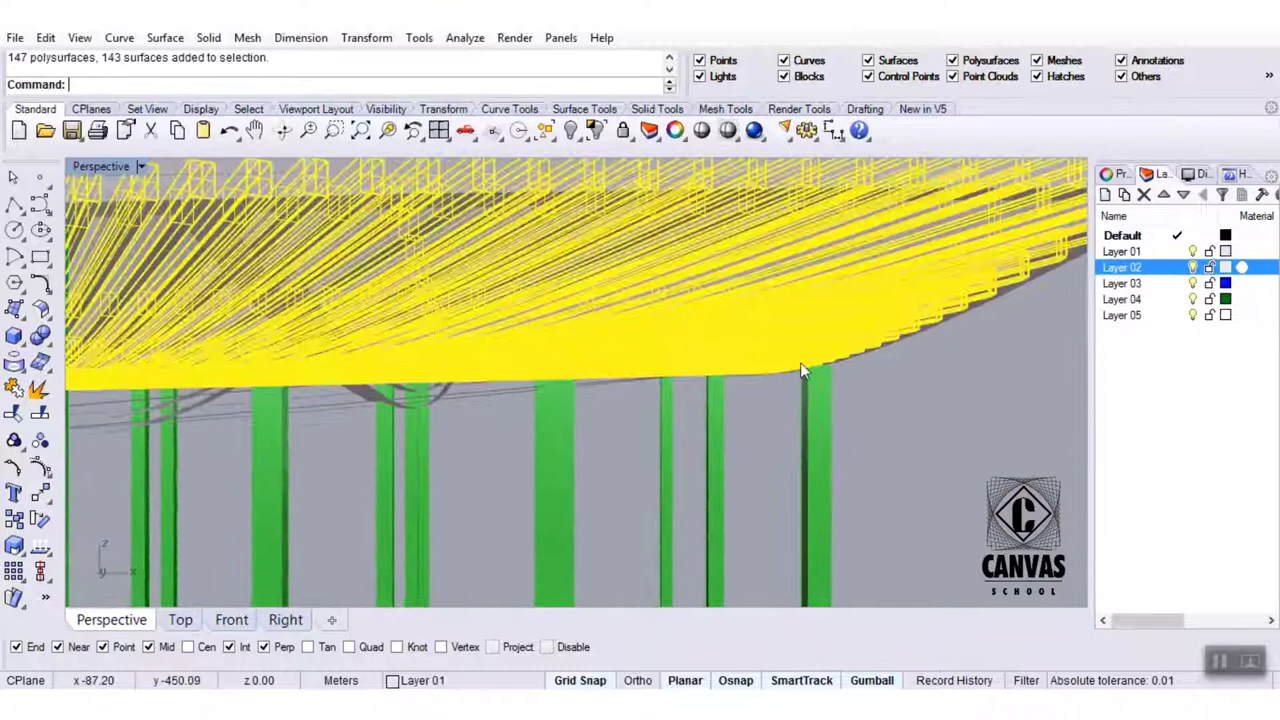 File Edit View Curve Surface Solid Mesh Dimension Transform Tools Analyze Render Panels Help
147 polysurfaces, 143 surfaces added to selection.
Command:
Points Curves Surfaces Polysurfaces Meshes Annotations
Lights Blocks Control Points Point Clouds Hatches Others »
Standard CPlanes Set View Display Select Viewport Layout Visibility Transform Curve Tools Surface Tools Solid Tools Mesh Tools Render Tools Drafting New in V5
Perspective
Pr... La... Di... H...
Name Material
Default
Layer 01
Layer 02
Layer 03
Layer 04
Layer 05
z
y x
C
CANVAS
SCHOOL
Perspective Top Front Right
End Near Point Mid Cen Int Perp Tan Quad Knot Vertex Project Disable
CPlane x -87.20 y -450.09 z 0.00 Meters Layer 01 Grid Snap Ortho Planar Osnap SmartTrack Gumball Record History Filter Absolute tolerance: 0.01